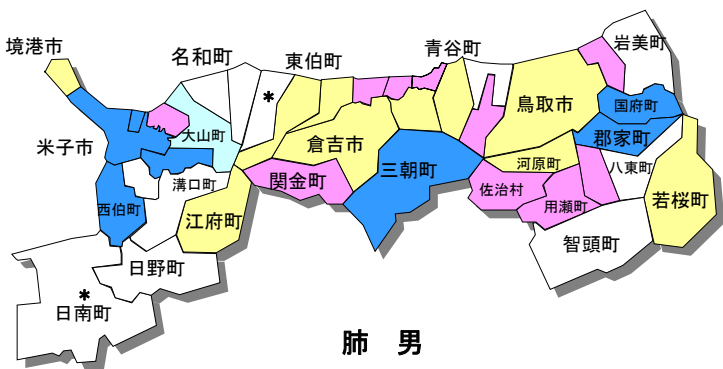 境港市
名和町
東伯町
青谷町
岩美町
*
鳥取市
国府町
米子市
大山町
倉吉市
郡家町
三朝町
河原町
八東町
溝口町
関金町
佐治村
西伯町
江府町
用瀬町
若桜町
智頭町
日野町
*
日南町
肺 男